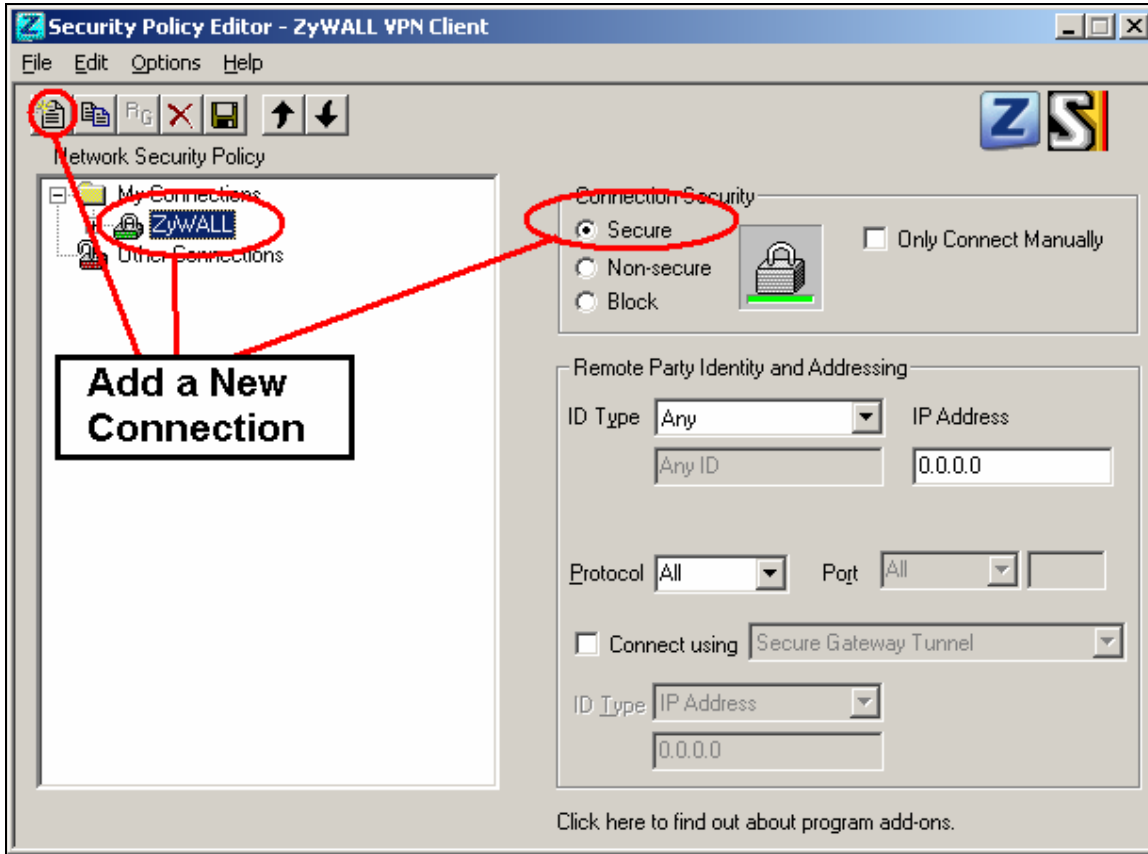 Security Policy Editor - ZyWALL VPN Client
File Edit Options Help
Network Security Policy
My Connections
ZyWALL
Other Connections
Add a New
Connection
Connection Security
Secure
Non-secure
Block
Only Connect Manually
Remote Party Identity and Addressing
ID Type Any IP Address
Any ID 0.0.0.0
Protocol All Port All
Connect using Secure Gateway Tunnel
ID Type IP Address
0.0.0.0
Click here to find out about program add-ons.